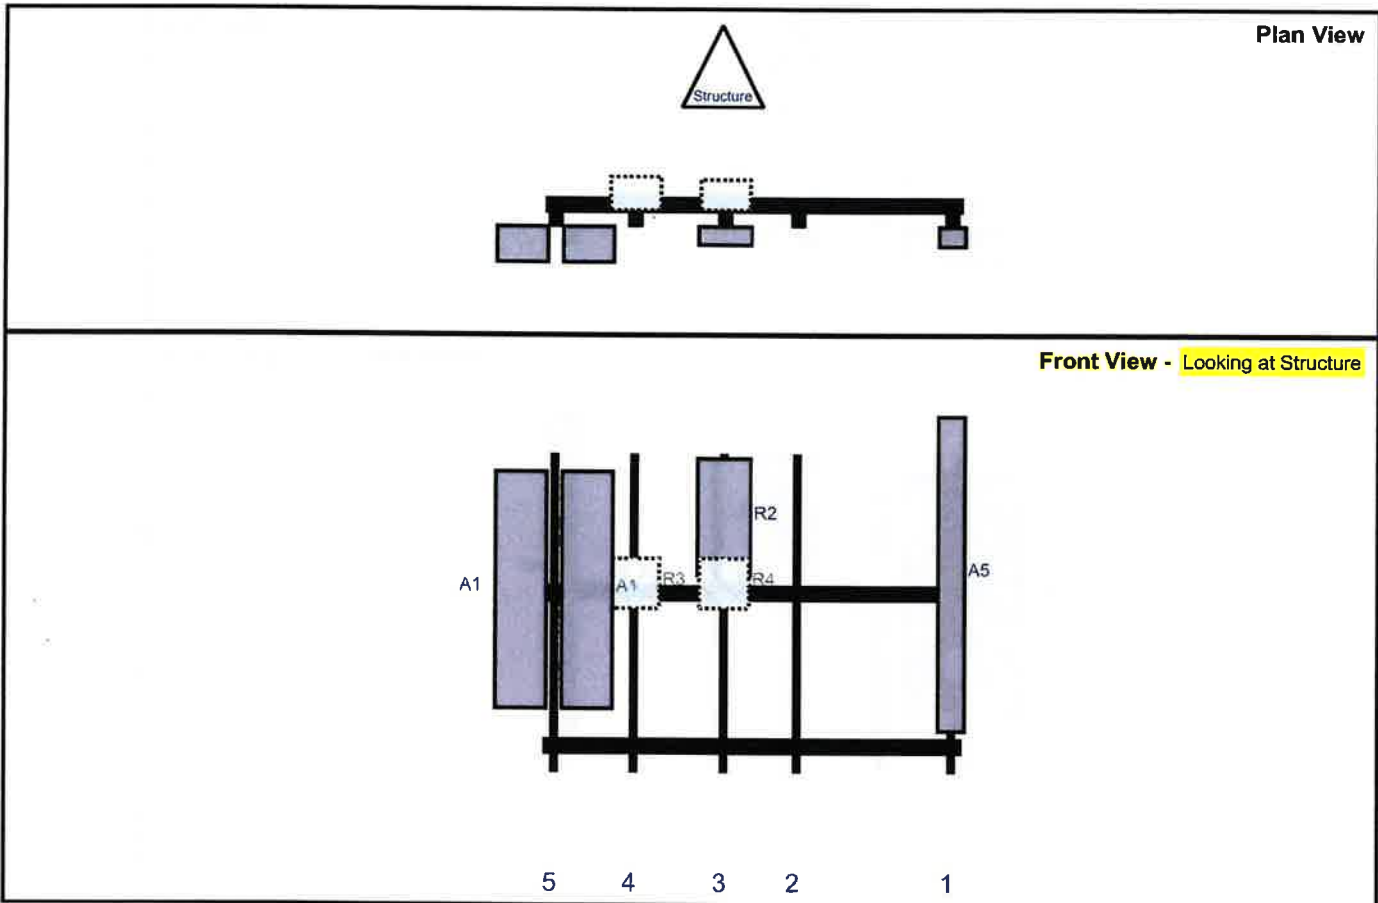 Plan View
Structure
Front View - Looking at Structure
R2
A1
A1
R3
R4
A5
5 4 3 2 1